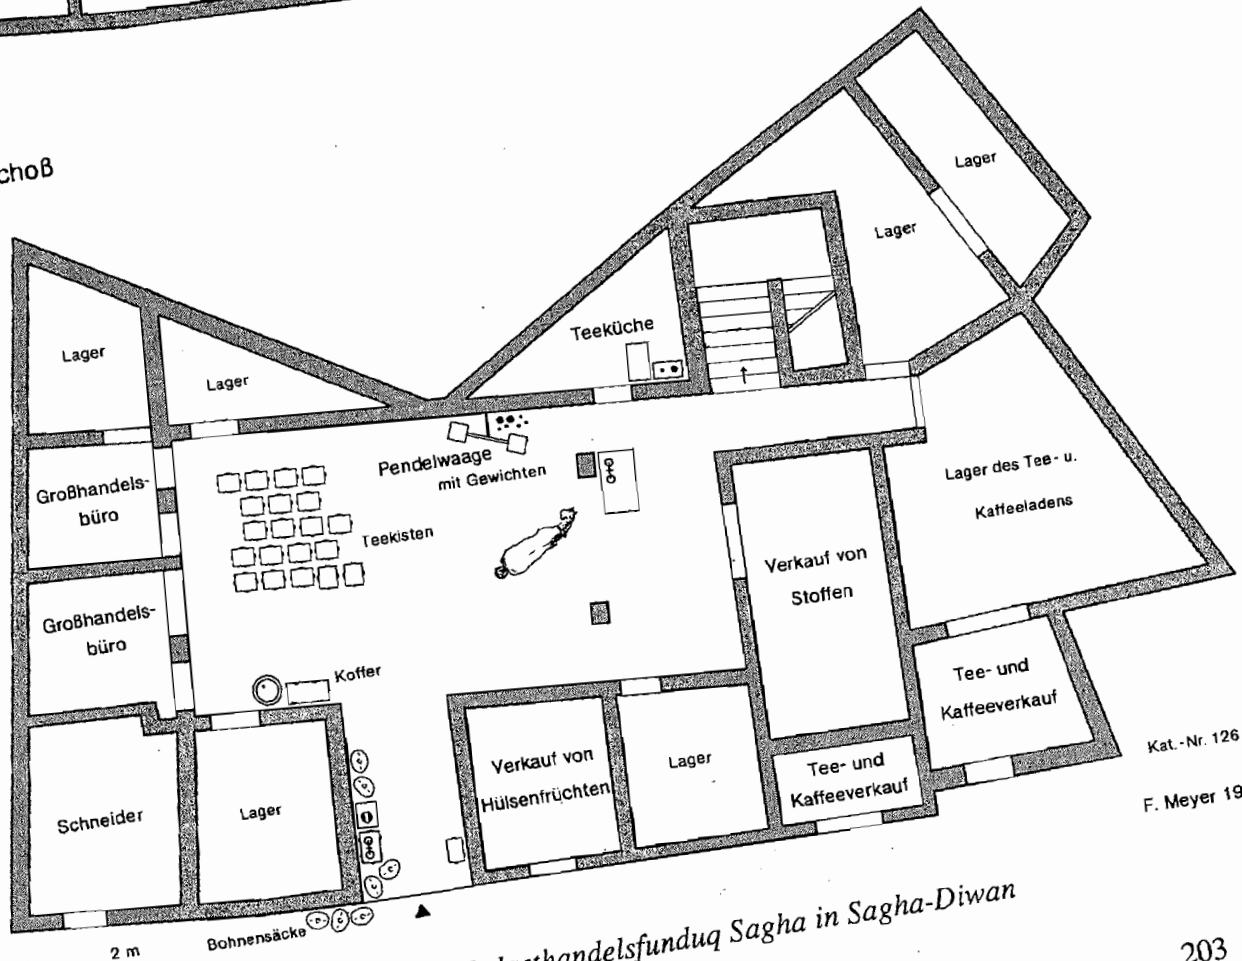 Lager
Lager
Lager
Teeküche
Lager
Pendelwaage
mit Gewichten
Großhandels-
büro
Teekisten
Lager des Tee- u.
Kaffeeladens
Verkauf von
Stoffen
Großhandels-
büro
Koffer
Tee- und
Kaffeeverkauf
Verkauf von
Hülsenfrüchten
Lager
Tee- und
Kaffeeverkauf
Schneider
Lager
Kat.-Nr. 126
F. Meyer 19
2 m
Bohnensäcke
Sagha in Sagha-Diwan
203